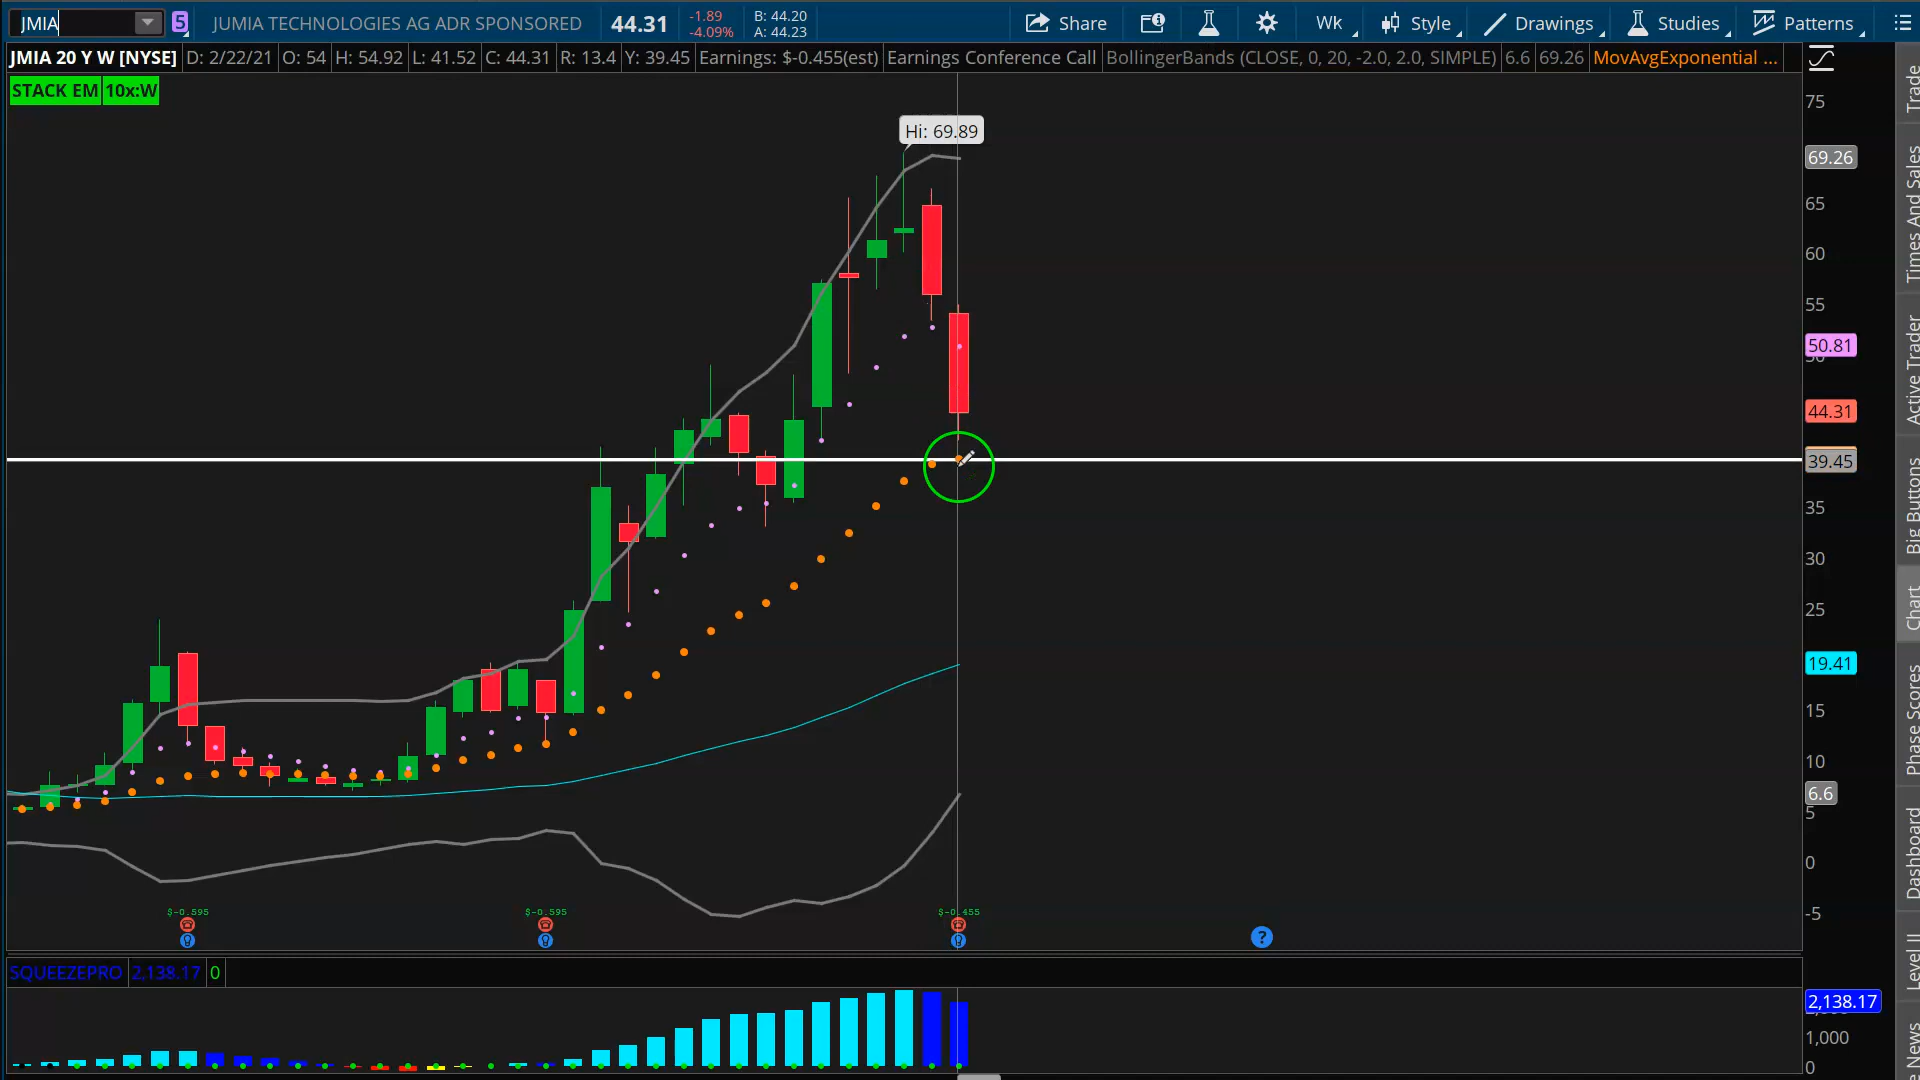 JMIA 5 JUMIA TECHNOLOGIES AG ADR SPONSORED 44.31 -1.89 B: 44.20 Share Wk Style Drawings Studies Patterns
-4.09% A: 44.23
JMIA 20 Y W [NYSE] D: 2/22/21 O: 54 H: 54.92 L: 41.52 C: 44.31 R: 13.4 Y: 39.45 Earnings: $-0.455(est) Earnings Conference Call BollingerBands (CLOSE, 0, 20, -2.0, 2.0, SIMPLE) 6.6 69.26 MovAvgExponential ...
STACK EM 10x:W
Hi: 69.89
75
69.26
65
60
55
50.81
44.31
39.45
35
30
25
19.41
15
10
6.6
5
0
-5
$-0.595 $-0.595 $-0.455
?
SQUEEZEPRO 2,138.17 0
2,138.17
1,000
0
Trade
Times And Sales
Active Trader
Big Buttons
Chart
Phase Scores
Dashboard
Level II
News